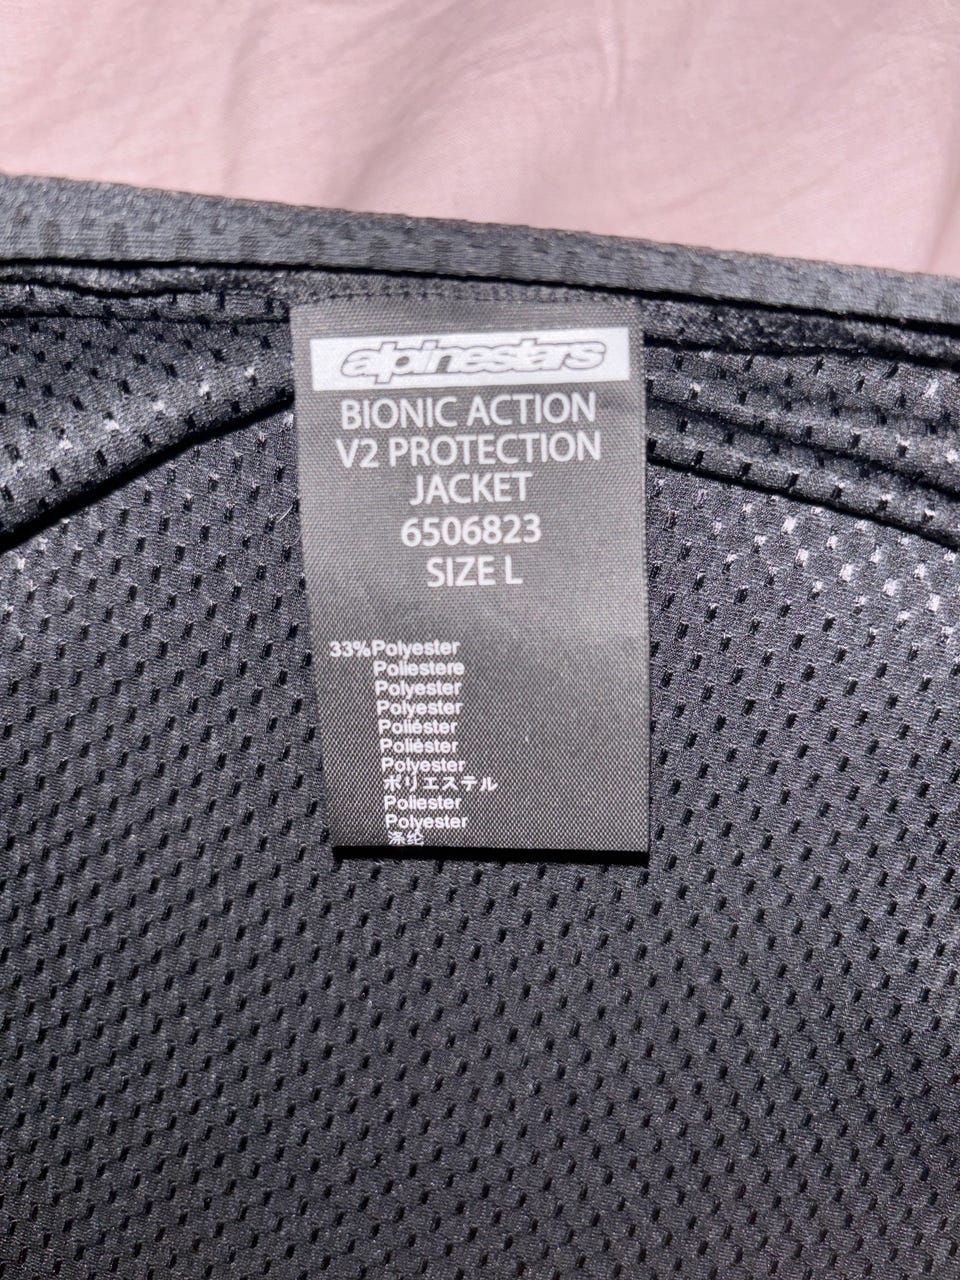 alpinestars
BIONIC ACTION
V2 PROTECTION
JACKET
6506823
SIZE L
33%Polyester
Poliestere
Polyester
Polyester
Poliéster
Poliéster
Polyester
ポリエステル
Poliester
Polyester
涤纶